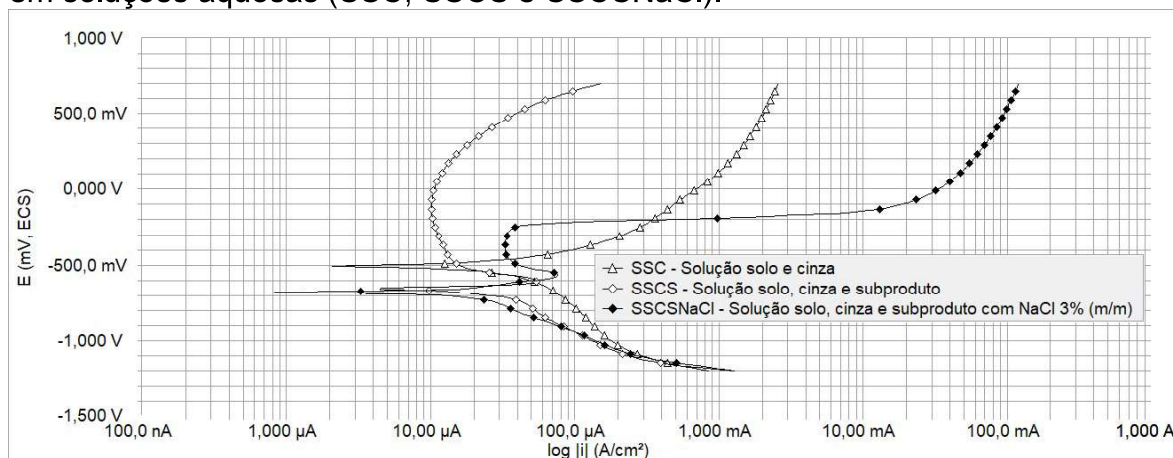 em soluções aquosas (SSC, SSCS e SSCSNaCl).
1,000 V
500,0 mV
0,000 V
-500,0 mV
-1,000 V
-1,500 V
E (mV, ECS)
SSC - Solução solo e cinza
SSCS - Solução solo, cinza e subproduto
SSCSNaCl - Solução solo, cinza e subproduto com NaCl 3% (m/m)
100,0 nA 1,000 µA 10,00 µA 100,0 µA 1,000 mA 10,00 mA 100,0 mA 1,000 A
log |i| (A/cm²)